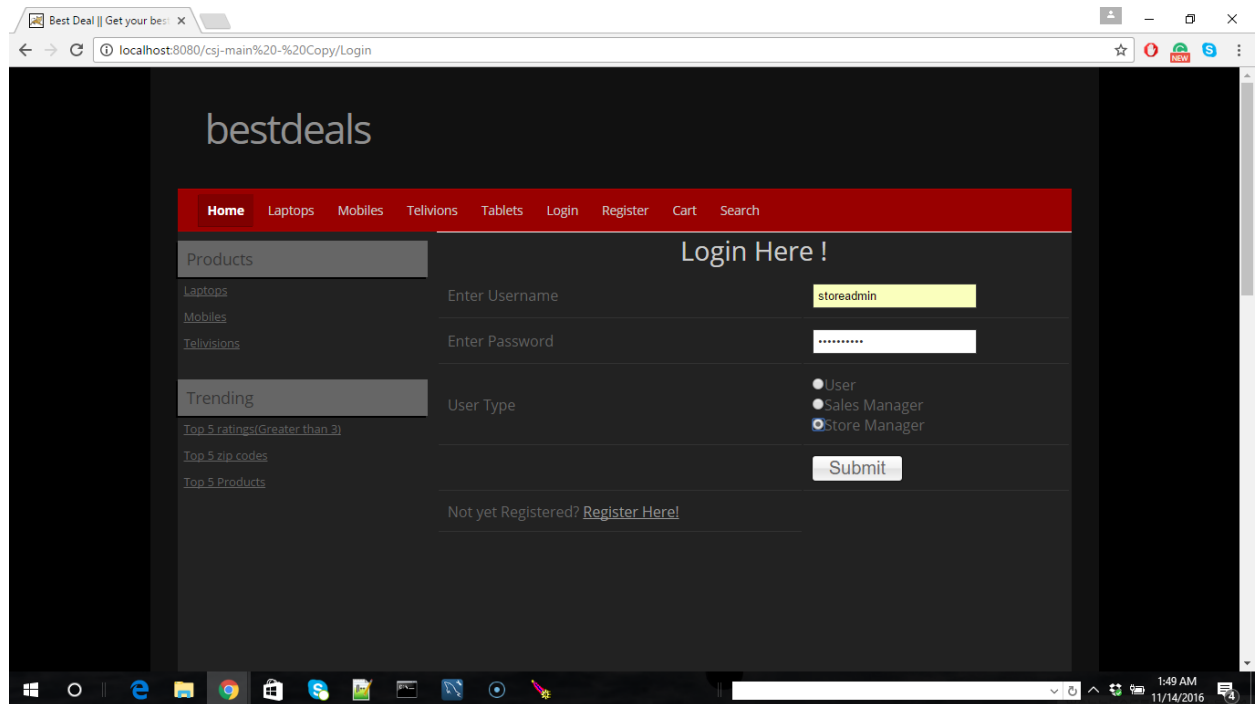 Best Deal || Get your bes
localhost:8080/csj-main%20-%20Copy/Login
NEW
bestdeals
Home Laptops Mobiles Telivions Tablets Login Register Cart Search
Products
Laptops
Mobiles
Telivisions
Trending
Top 5 ratings(Greater than 3)
Top 5 zip codes
Top 5 Products
Login Here !
Enter Username storeadmin
Enter Password ••••••••••
User Type
User
Sales Manager
Store Manager
Submit
Not yet Registered? Register Here!
1:49 AM
11/14/2016
4